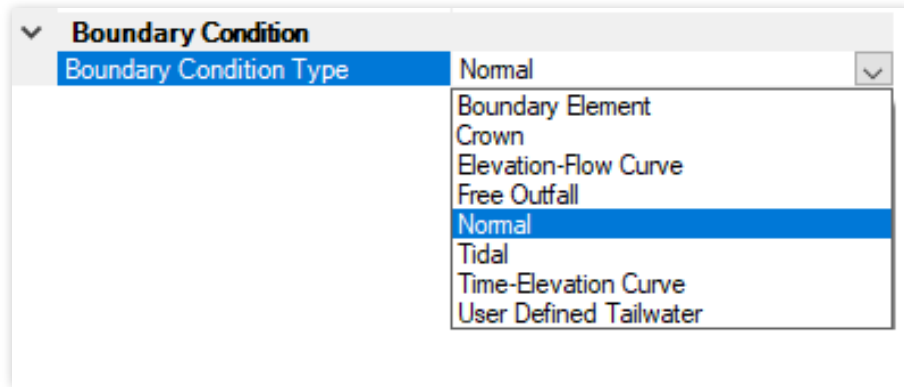 Boundary Condition
Boundary Condition Type Normal
Boundary Element
Crown
Elevation-Flow Curve
Free Outfall
Normal
Tidal
Time-Elevation Curve
User Defined Tailwater